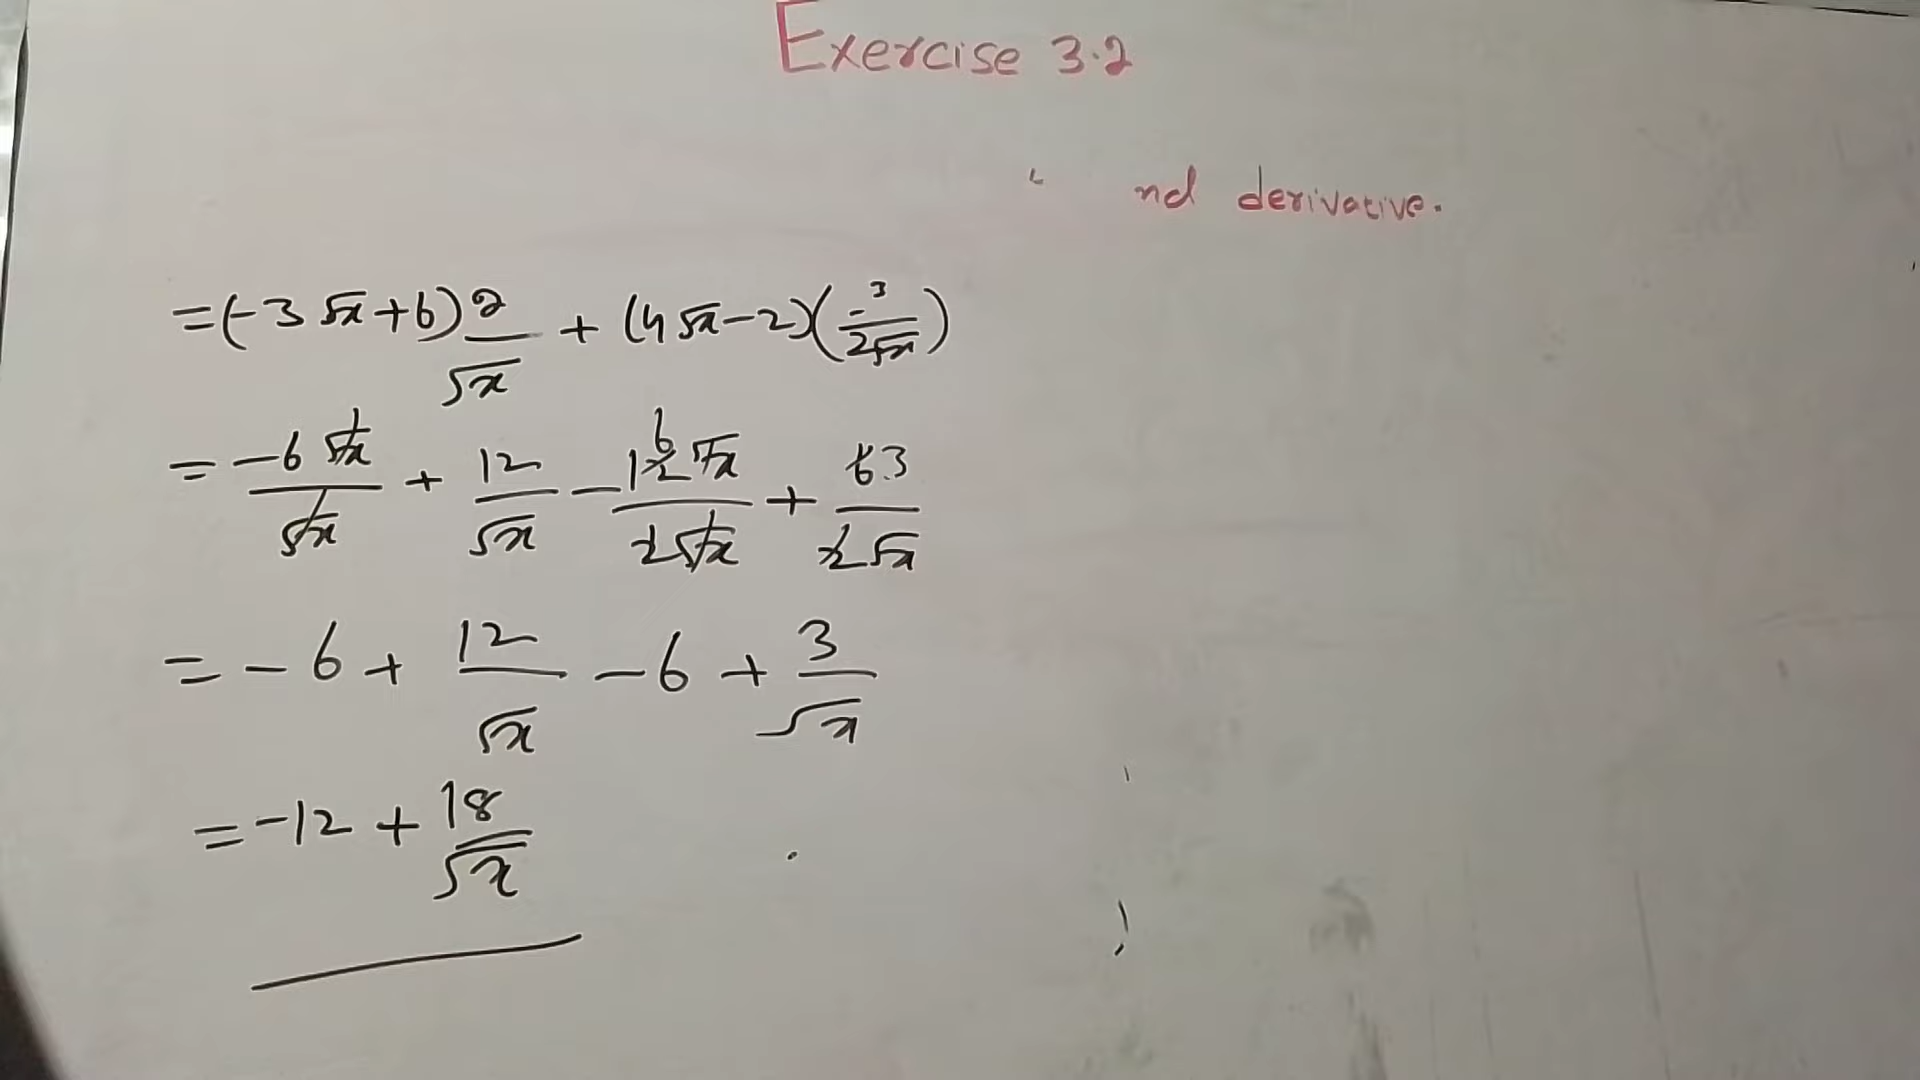 Exercise 3.2
nd derivative.
=(-3√x+6) 2/√x + (4√x-2)(-3/2√x)
= -6√x/√x + 12/√x - 12√x/2√x + 63/2√x
= -6 + 12/√x - 6 + 3/√x
= -12 + 18/√x